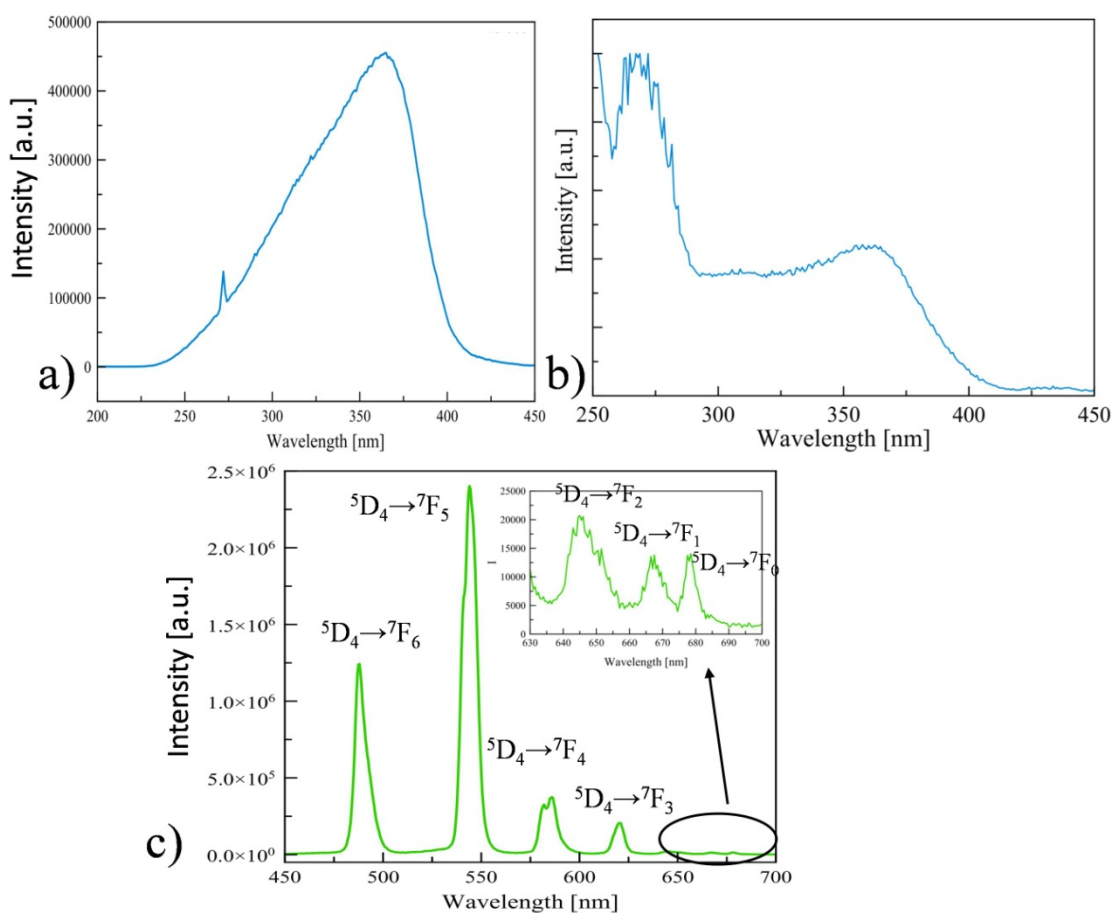 500000
400000
300000
200000
100000
0
Intensity [a.u.]
200 250 300 350 400 450
Wavelength [nm]
a)
Intensity [a.u.]
250 300 350 400 450
Wavelength [nm]
b)
2.5×10⁶
2.0×10⁶
1.5×10⁶
1.0×10⁶
5.0×10⁵
0.0×10⁰
Intensity [a.u.]
⁵D₄→⁷F₅
⁵D₄→⁷F₆
⁵D₄→⁷F₄
⁵D₄→⁷F₃
450 500 550 600 650 700
Wavelength [nm]
c)
⁵D₄→⁷F₂
⁵D₄→⁷F₁
⁵D₄→⁷F₀
25000
20000
15000
10000
5000
0
I
630 640 650 660 670 680 690 700
Wavelength [nm]